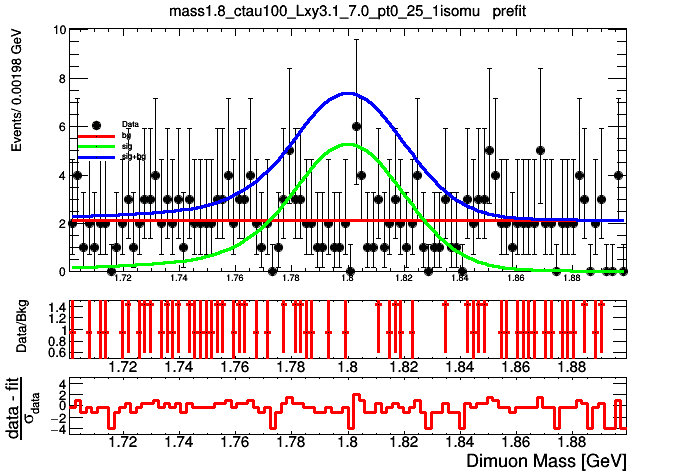 mass1.8_ctau100_Lxy3.1_7.0_pt0_25_1isomu prefit
Events/ 0.00198 GeV
10
8
6
4
2
0
Data
bg
sig
sig+bg
1.72 1.74 1.76 1.78 1.8 1.82 1.84 1.86 1.88
Data/Bkg
1.4
1.2
1
0.8
0.6
1.72 1.74 1.76 1.78 1.8 1.82 1.84 1.86 1.88
data - fit
σdata
4
2
0
−2
−4
1.72 1.74 1.76 1.78 1.8 1.82 1.84 1.86 1.88
Dimuon Mass [GeV]